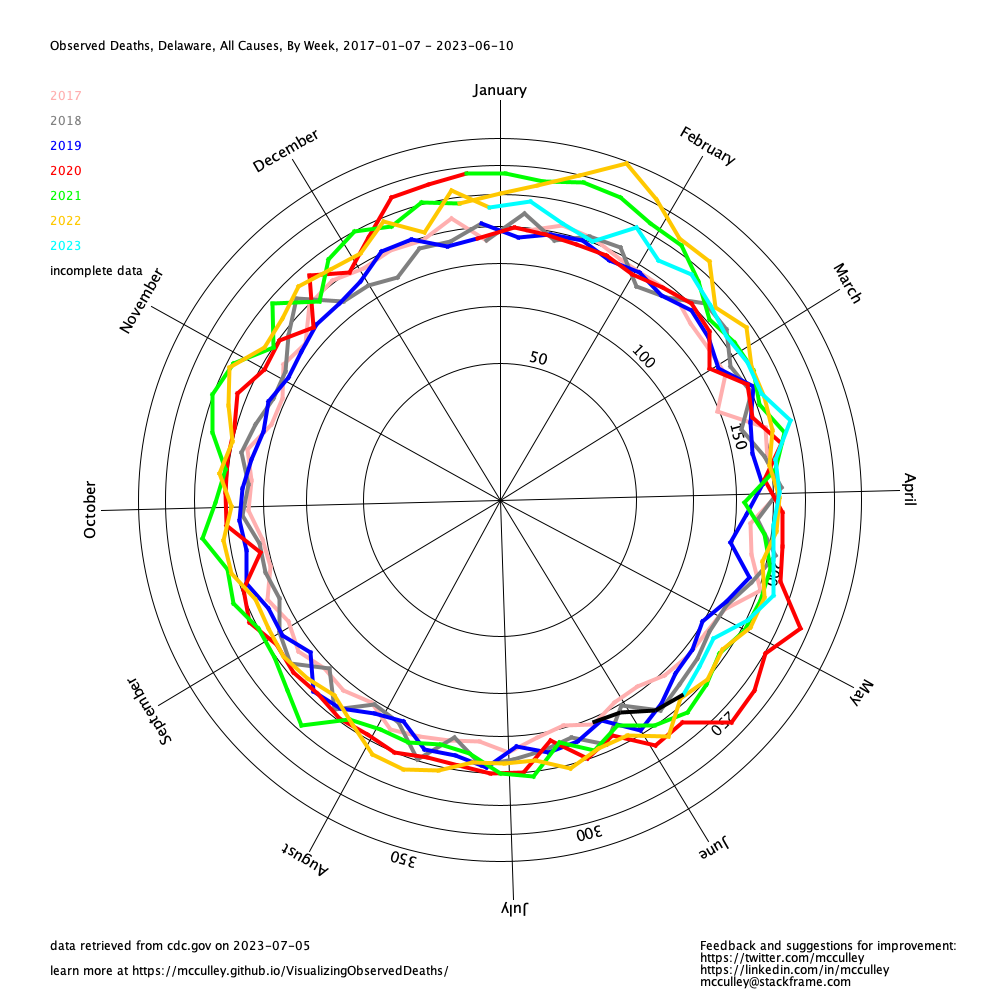 Observed Deaths, Delaware, All Causes, By Week, 2017-01-07 - 2023-06-10
January
2017
2018
2019
2020
2021
2022
2023
incomplete data
February
March
April
May
June
July
August
September
October
November
December
50
100
150
200
250
300
350
data retrieved from cdc.gov on 2023-07-05
learn more at https://mcculley.github.io/VisualizingObservedDeaths/
Feedback and suggestions for improvement:
https://twitter.com/mcculley
https://linkedin.com/in/mcculley
mcculley@stackframe.com